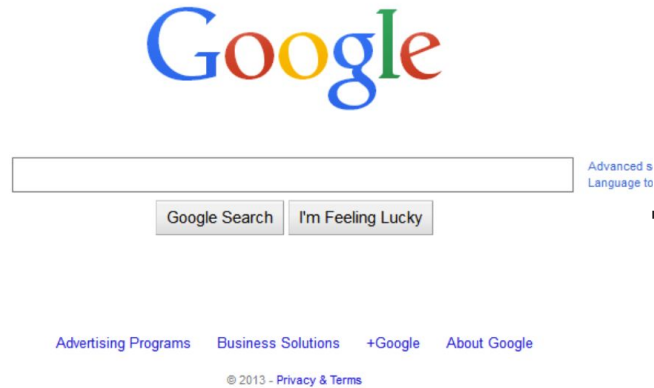 Google
Advanced s
Language to
Google Search I'm Feeling Lucky
Advertising Programs Business Solutions +Google About Google
© 2013 - Privacy & Terms